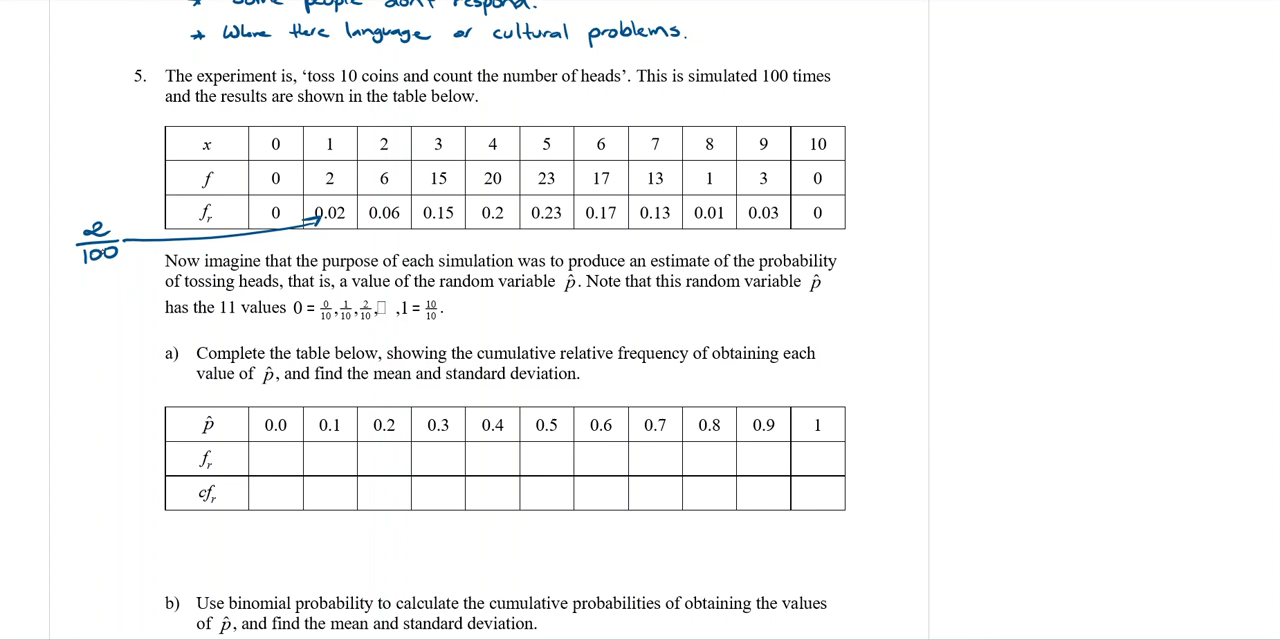 * some people don't respond.
* Where there language or cultural problems.
5. The experiment is, ‘toss 10 coins and count the number of heads’. This is simulated 100 times
and the results are shown in the table below.
x 0 1 2 3 4 5 6 7 8 9 10
f 0 2 6 15 20 23 17 13 1 3 0
fᵣ 0 0.02 0.06 0.15 0.2 0.23 0.17 0.13 0.01 0.03 0
2/100
Now imagine that the purpose of each simulation was to produce an estimate of the probability
of tossing heads, that is, a value of the random variable p̂. Note that this random variable p̂
has the 11 values 0 = 0/10, 1/10, 2/10,□ ,1 = 10/10.
a) Complete the table below, showing the cumulative relative frequency of obtaining each
value of p̂, and find the mean and standard deviation.
p̂ 0.0 0.1 0.2 0.3 0.4 0.5 0.6 0.7 0.8 0.9 1
fᵣ
cfᵣ
b) Use binomial probability to calculate the cumulative probabilities of obtaining the values
of p̂, and find the mean and standard deviation.